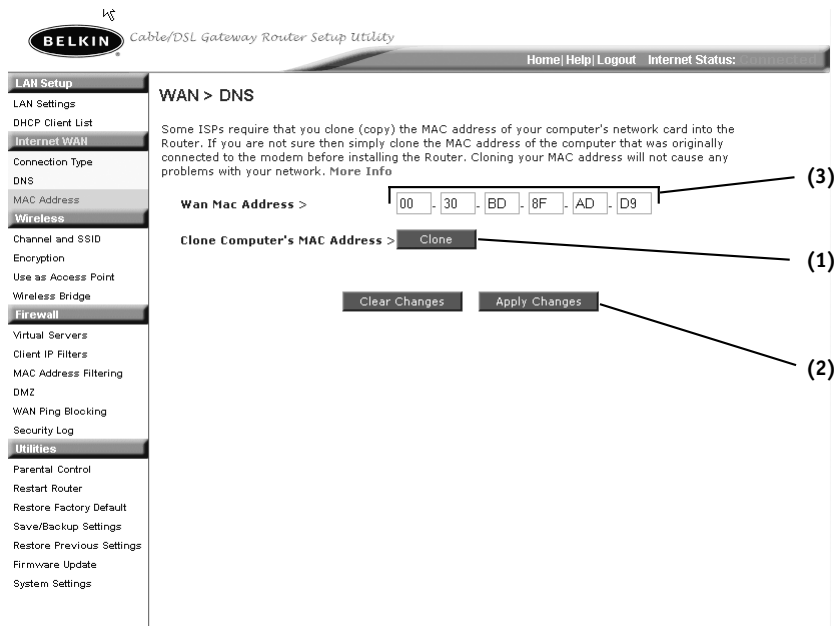 BELKIN
Cable/DSL Gateway Router Setup Utility
Home| Help| Logout Internet Status: Connected
LAN Setup
LAN Settings
DHCP Client List
Internet WAN
Connection Type
DNS
MAC Address
Wireless
Channel and SSID
Encryption
Use as Access Point
Wireless Bridge
Firewall
Virtual Servers
Client IP Filters
MAC Address Filtering
DMZ
WAN Ping Blocking
Security Log
Utilities
Parental Control
Restart Router
Restore Factory Default
Save/Backup Settings
Restore Previous Settings
Firmware Update
System Settings
WAN > DNS
Some ISPs require that you clone (copy) the MAC address of your computer's network card into the
Router. If you are not sure then simply clone the MAC address of the computer that was originally
connected to the modem before installing the Router. Cloning your MAC address will not cause any
problems with your network. More Info
Wan Mac Address > 00 - 30 - BD - 8F - AD - D9
(3)
Clone Computer's MAC Address > Clone
(1)
Clear Changes Apply Changes
(2)